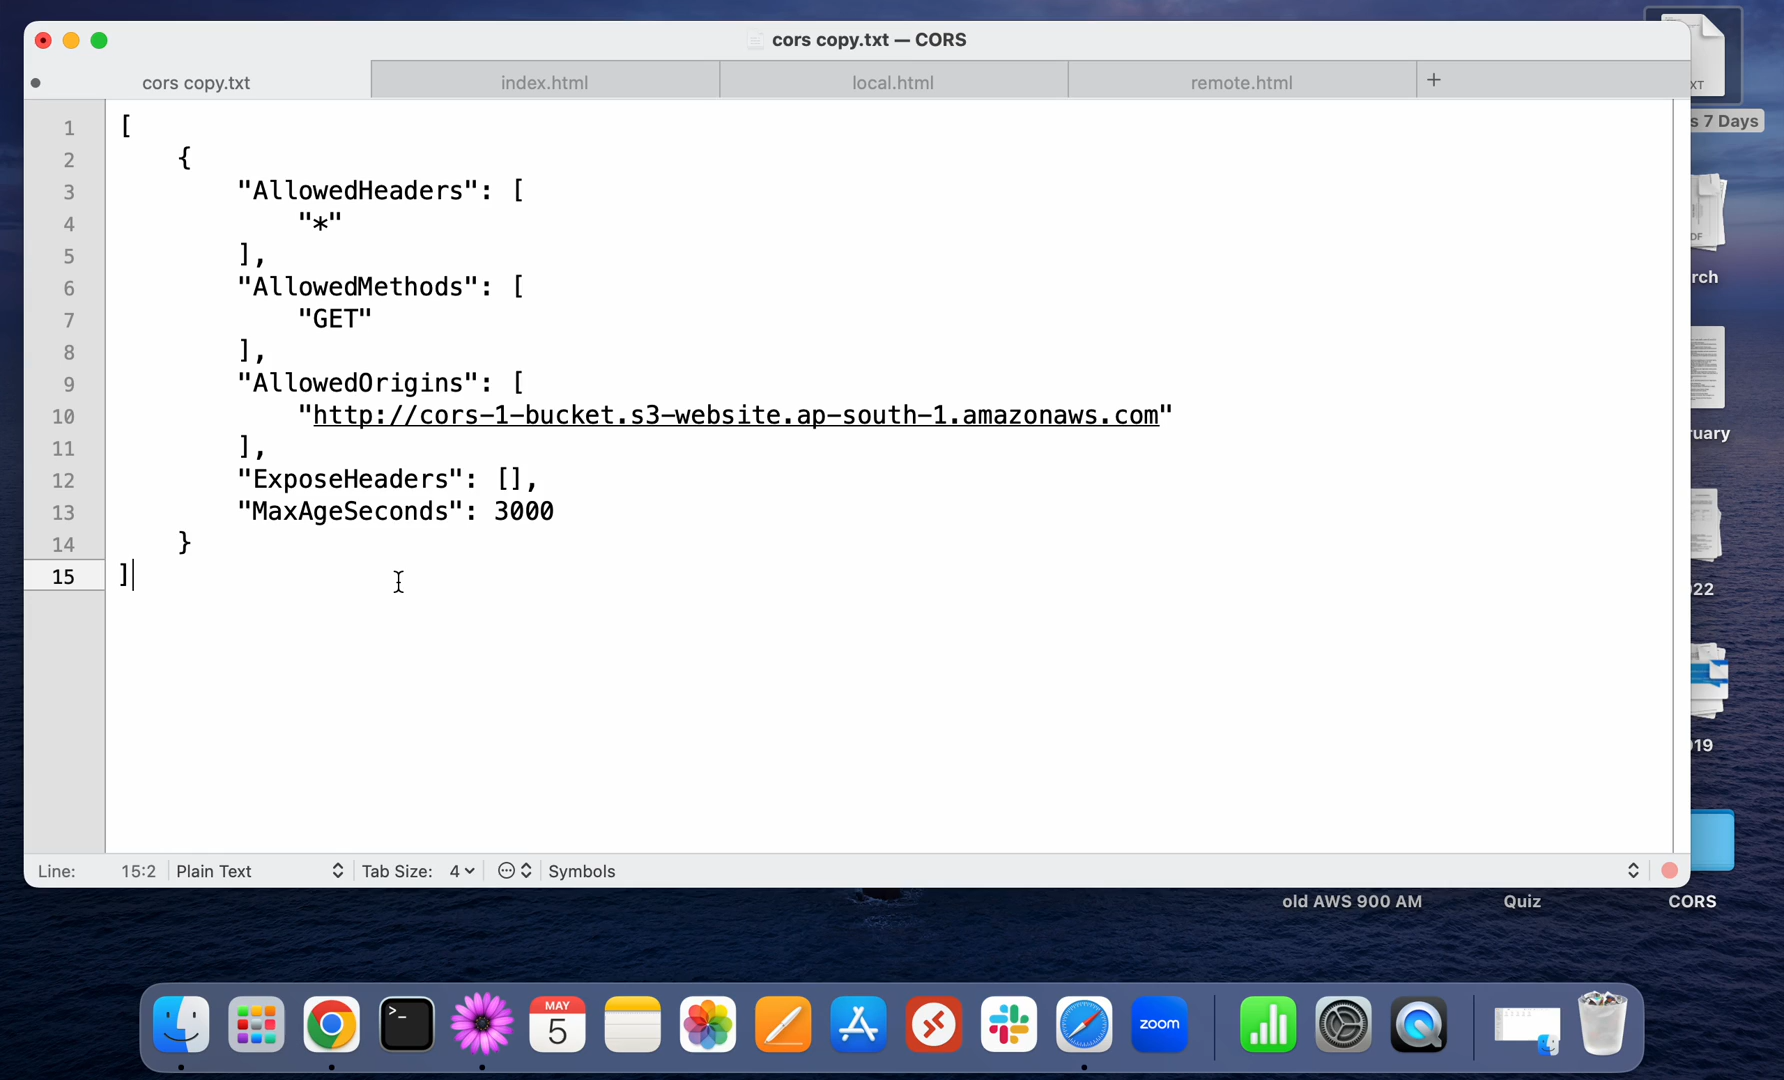 cors copy.txt — CORS
cors copy.txt
index.html
local.html
remote.html
+
1 [
2 {
3 "AllowedHeaders": [
4 "*"
5 ],
6 "AllowedMethods": [
7 "GET"
8 ],
9 "AllowedOrigins": [
10 "http://cors-1-bucket.s3-website.ap-south-1.amazonaws.com"
11 ],
12 "ExposeHeaders": [],
13 "MaxAgeSeconds": 3000
14 }
15 ]
Line: 15:2 Plain Text Tab Size: 4 Symbols
XT
s 7 Days
DF
rch
uary
22
19
old AWS 900 AM
Quiz
CORS
>_
MAY
5
zoom